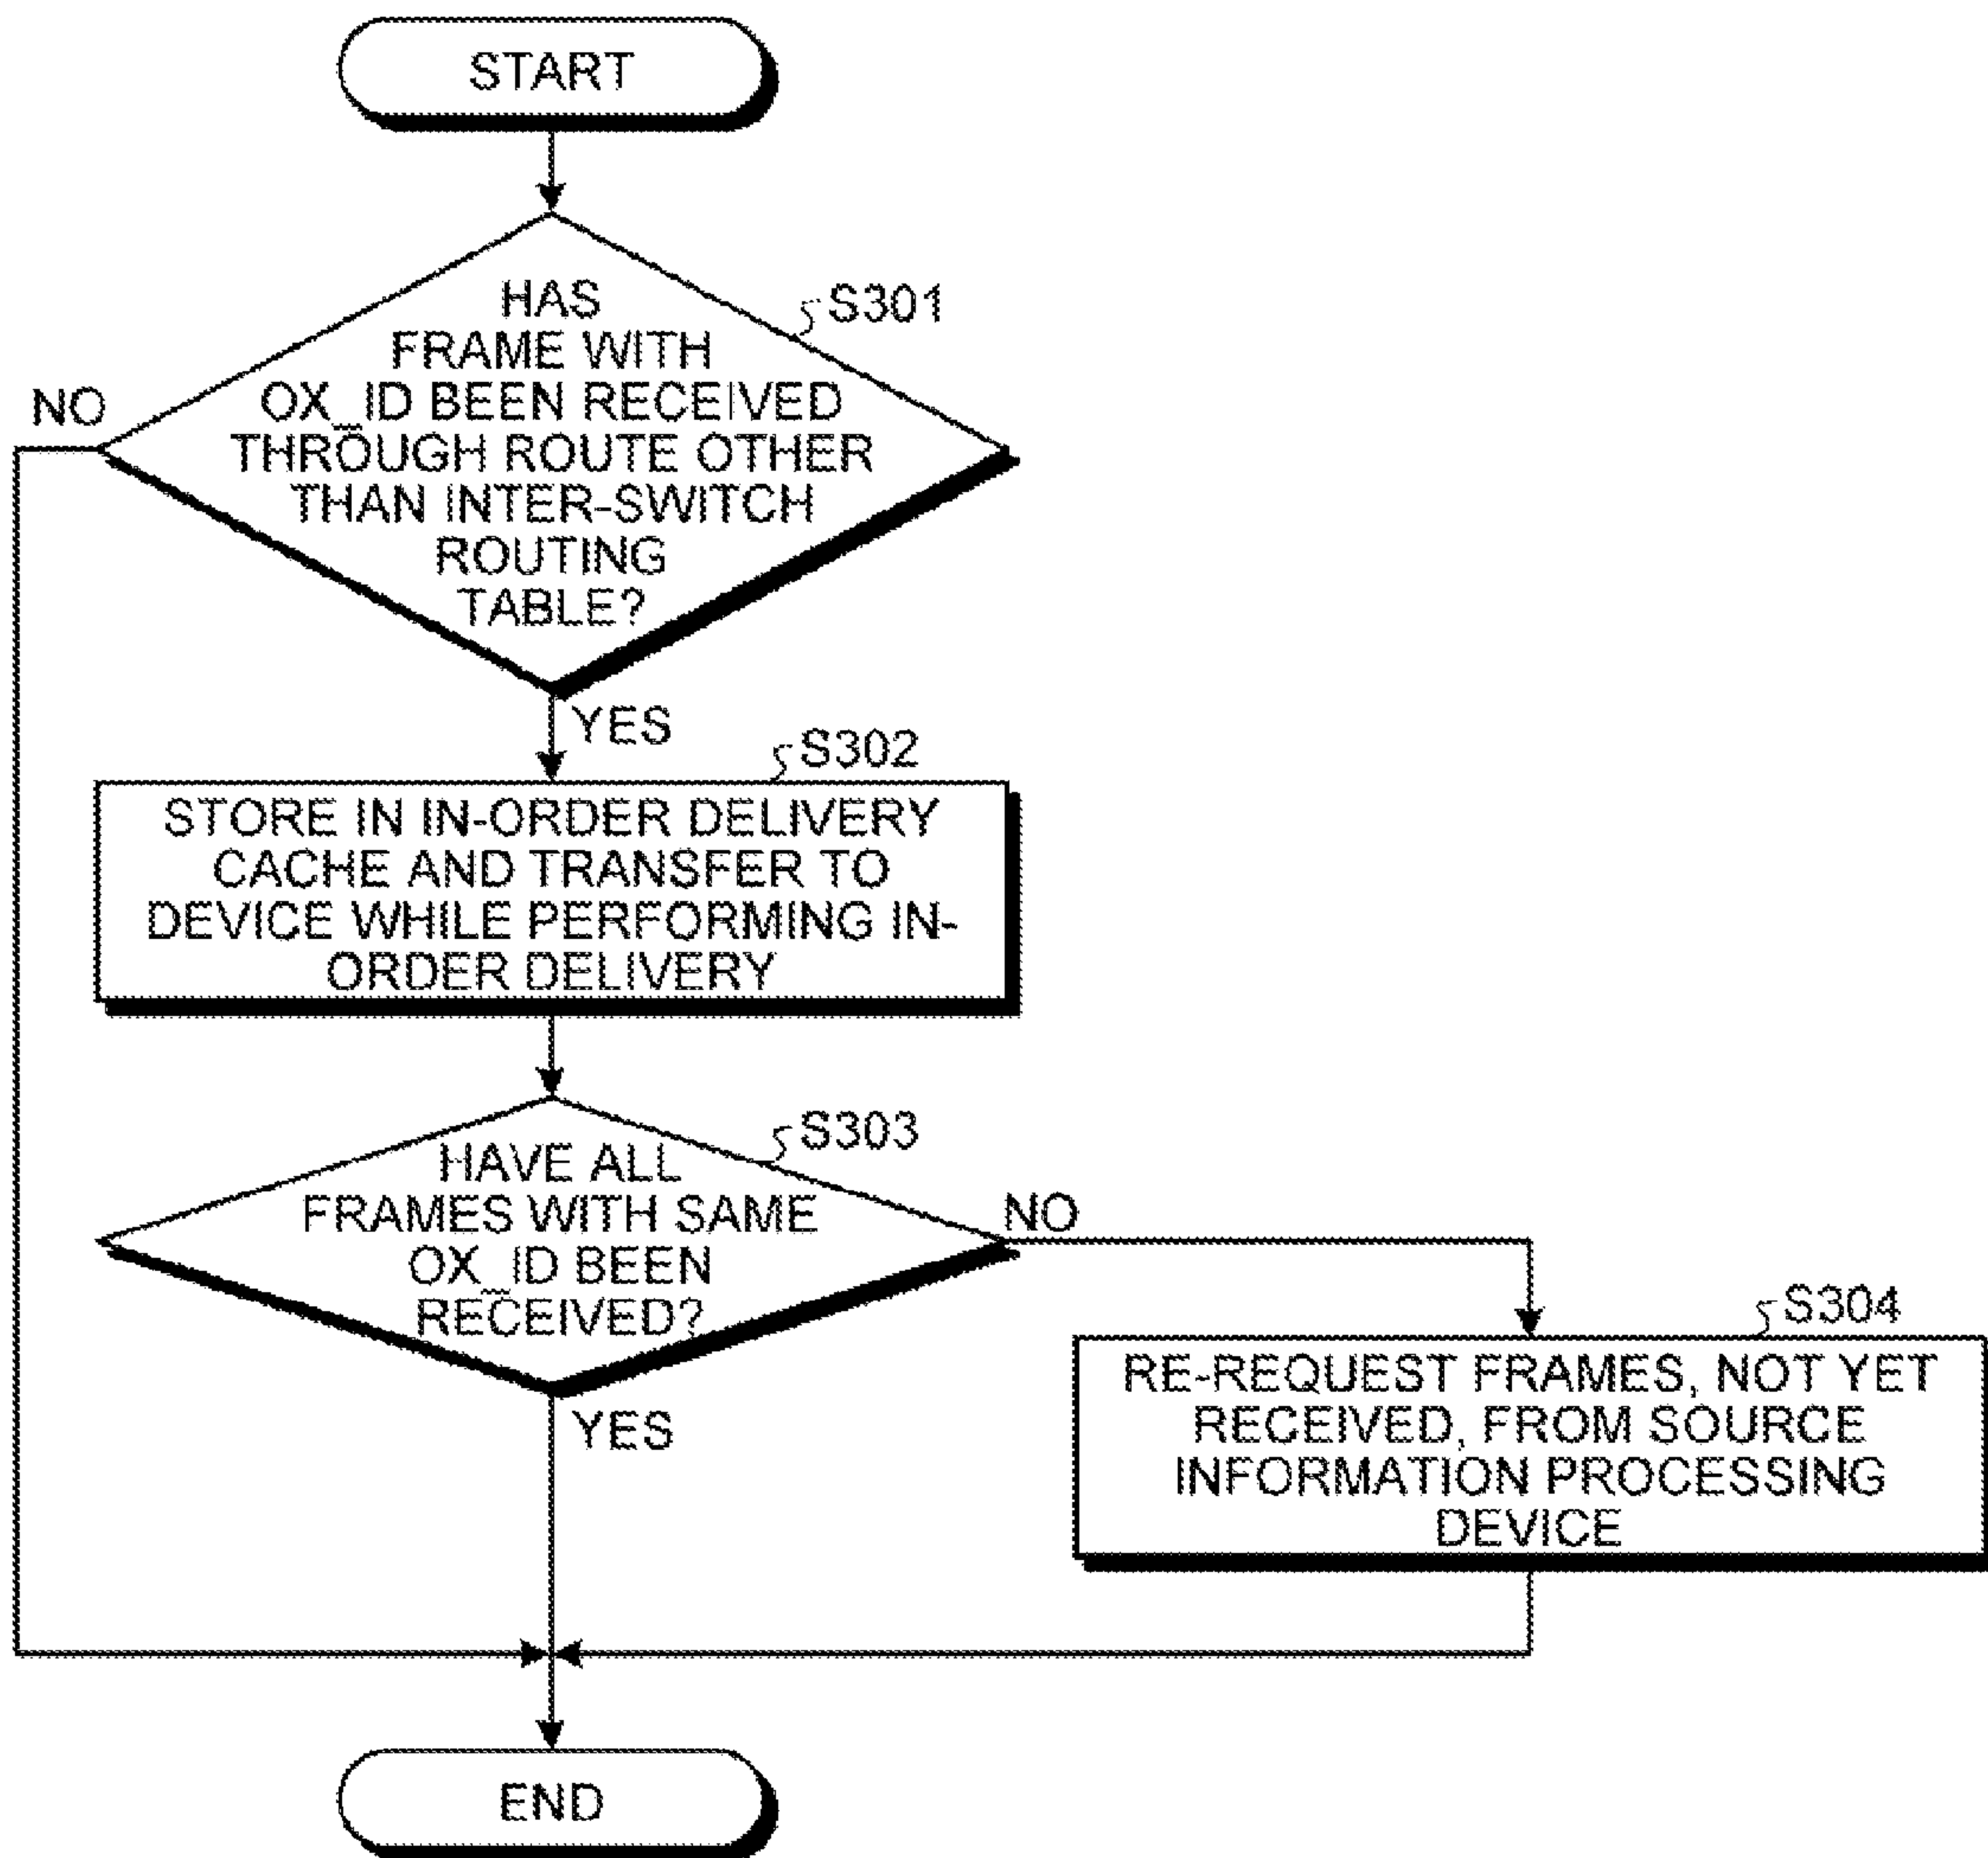 START
HAS
FRAME WITH
OX_ID BEEN RECEIVED
THROUGH ROUTE OTHER
THAN INTER-SWITCH
ROUTING
TABLE?
S301
NO
YES
S302
STORE IN IN-ORDER DELIVERY
CACHE AND TRANSFER TO
DEVICE WHILE PERFORMING IN-
ORDER DELIVERY
S303
HAVE ALL
FRAMES WITH SAME
OX_ID BEEN
RECEIVED?
NO
YES
S304
RE-REQUEST FRAMES, NOT YET
RECEIVED, FROM SOURCE
INFORMATION PROCESSING
DEVICE
END